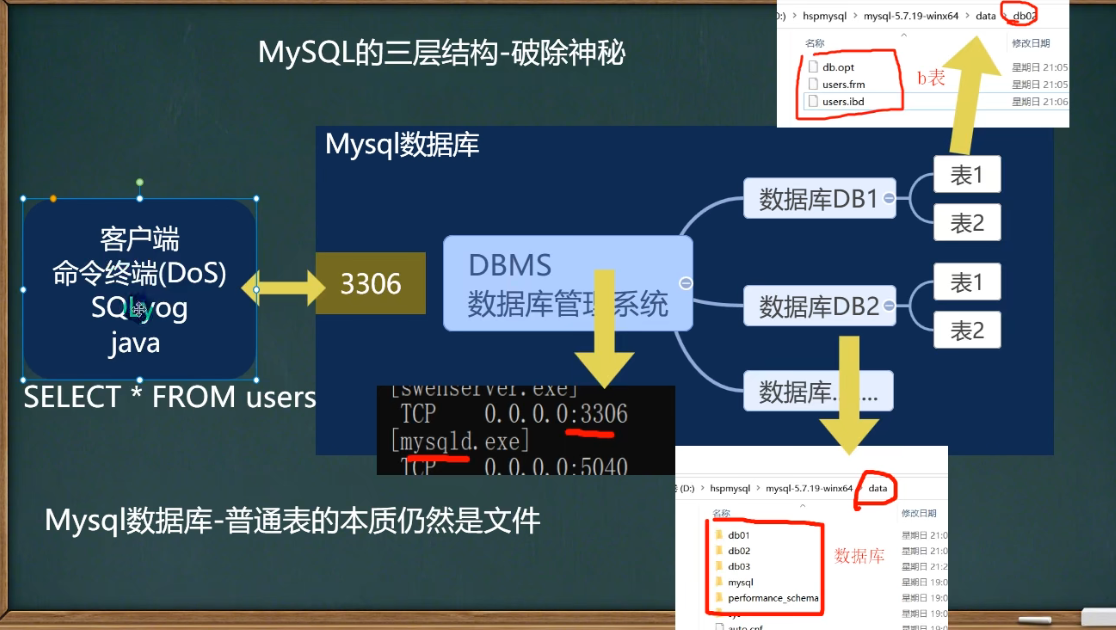 D:) > hspmysql > mysql-5.7.19-winx64 > data > db02
名称
修改日期
db.opt
星期日 21:05
users.frm
星期日 21:05
users.ibd
星期日 21:06
b表
MySQL的三层结构-破除神秘
Mysql数据库
客户端
命令终端(DoS)
SQLyog
java
SELECT * FROM users
3306
DBMS
数据库管理系统
数据库DB1
表1
表2
数据库DB2
表1
表2
数据库... ...
[swenserver.exe]
TCP 0.0.0.0:3306
[mysqld.exe]
TCP 0.0.0.0:5040
Mysql数据库-普通表的本质仍然是文件
(D:) > hspmysql > mysql-5.7.19-winx64 > data
名称
修改日期
db01
星期日 21:0
db02
星期日 21:0
db03
星期日 21:2
mysql
星期日 19:0
performance_schema
星期日 19:0
星期日 19:0
auto.cnf
数据库